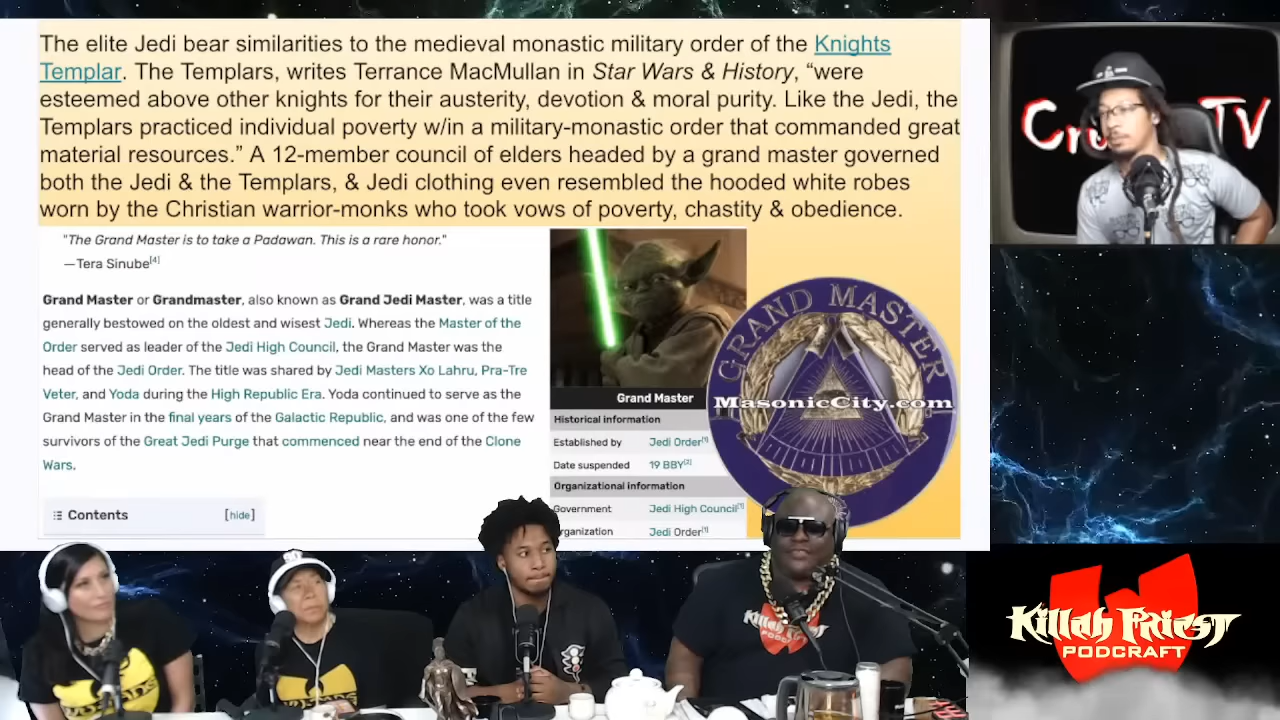 The elite Jedi bear similarities to the medieval monastic military order of the Knights
Templar. The Templars, writes Terrance MacMullan in Star Wars & History, “were
esteemed above other knights for their austerity, devotion & moral purity. Like the Jedi, the
Templars practiced individual poverty w/in a military-monastic order that commanded great
material resources.” A 12-member council of elders headed by a grand master governed
both the Jedi & the Templars, & Jedi clothing even resembled the hooded white robes
worn by the Christian warrior-monks who took vows of poverty, chastity & obedience.
"The Grand Master is to take a Padawan. This is a rare honor."
—Tera Sinube[4]
Grand Master or Grandmaster, also known as Grand Jedi Master, was a title
generally bestowed on the oldest and wisest Jedi. Whereas the Master of the
Order served as leader of the Jedi High Council, the Grand Master was the
head of the Jedi Order. The title was shared by Jedi Masters Xo Lahru, Pra-Tre
Veter, and Yoda during the High Republic Era. Yoda continued to serve as the
Grand Master in the final years of the Galactic Republic, and was one of the few
survivors of the Great Jedi Purge that commenced near the end of the Clone
Wars.
Contents [hide]
Grand Master
Historical information
Established by Jedi Order[1]
Date suspended 19 BBY[2]
Organizational information
Government Jedi High Council[1]
rganization Jedi Order[1]
GRAND MASTER
MasonicCity.com
TV
Killah Priest
PODCRAFT